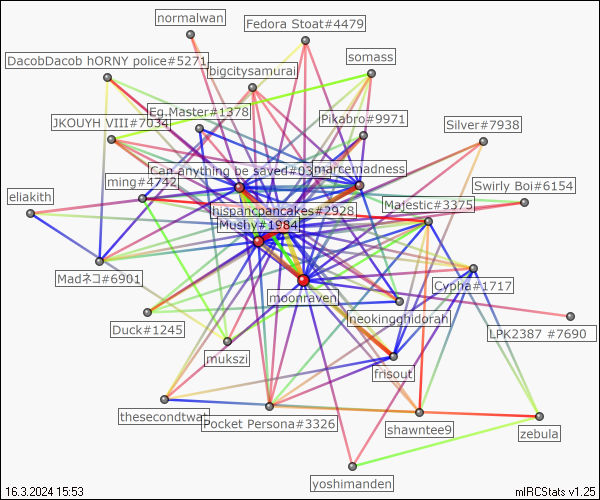 normalwan
Fedora Stoat#4479
DacobDacob hORNY police#5271
somass
bigcitysamurai
Eg.Master#1378
JKOUYH VIII#7034
Pikabro#9971
Silver#7938
Can anything be saved#03
marcemadness
ming#4742
Swirly Boi#6154
eliakith
hispancpancakes#2928
Majestic#3375
Mushy#1984
Madネコ#6901
Cypha#1717
moonraven
neokingghidorah
Duck#1245
LPK2387 #7690
mukszi
frisout
thesecondtwat
Pocket Persona#3326
shawntee9
zebula
yoshimanden
16.3.2024 15:53
mIRCStats v1.25